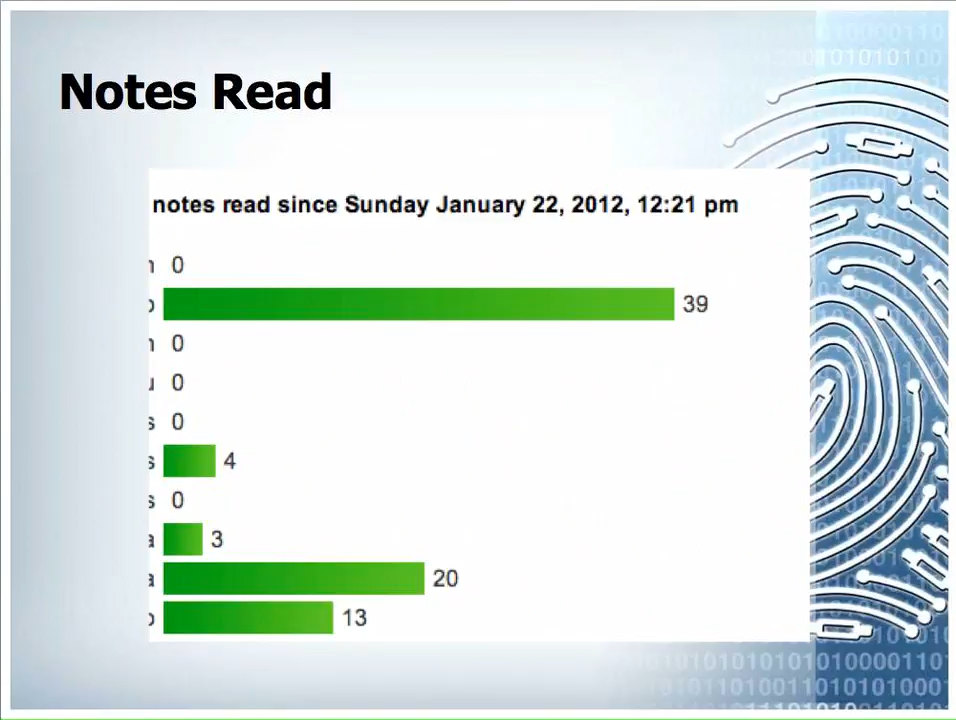 Notes Read
notes read since Sunday January 22, 2012, 12:21 pm
n 0
o 39
n 0
u 0
s 0
s 4
s 0
a 3
a 20
o 13